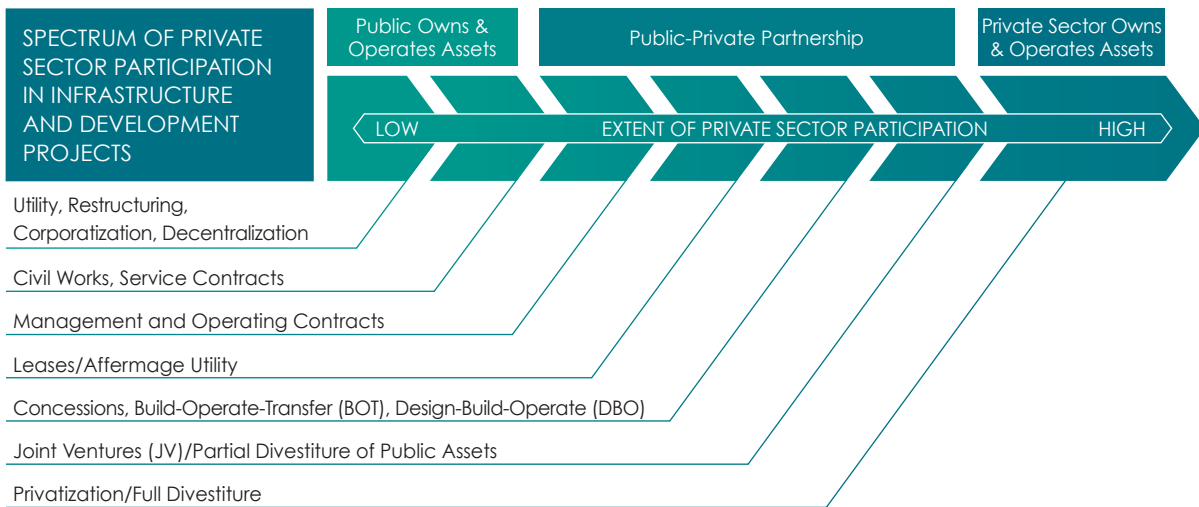 SPECTRUM OF PRIVATE
SECTOR PARTICIPATION
IN INFRASTRUCTURE
AND DEVELOPMENT
PROJECTS
Public Owns &
Operates Assets
Public-Private Partnership
Private Sector Owns
& Operates Assets
LOW
EXTENT OF PRIVATE SECTOR PARTICIPATION
HIGH
Utility, Restructuring,
Corporatization, Decentralization
Civil Works, Service Contracts
Management and Operating Contracts
Leases/Affermage Utility
Concessions, Build-Operate-Transfer (BOT), Design-Build-Operate (DBO)
Joint Ventures (JV)/Partial Divestiture of Public Assets
Privatization/Full Divestiture